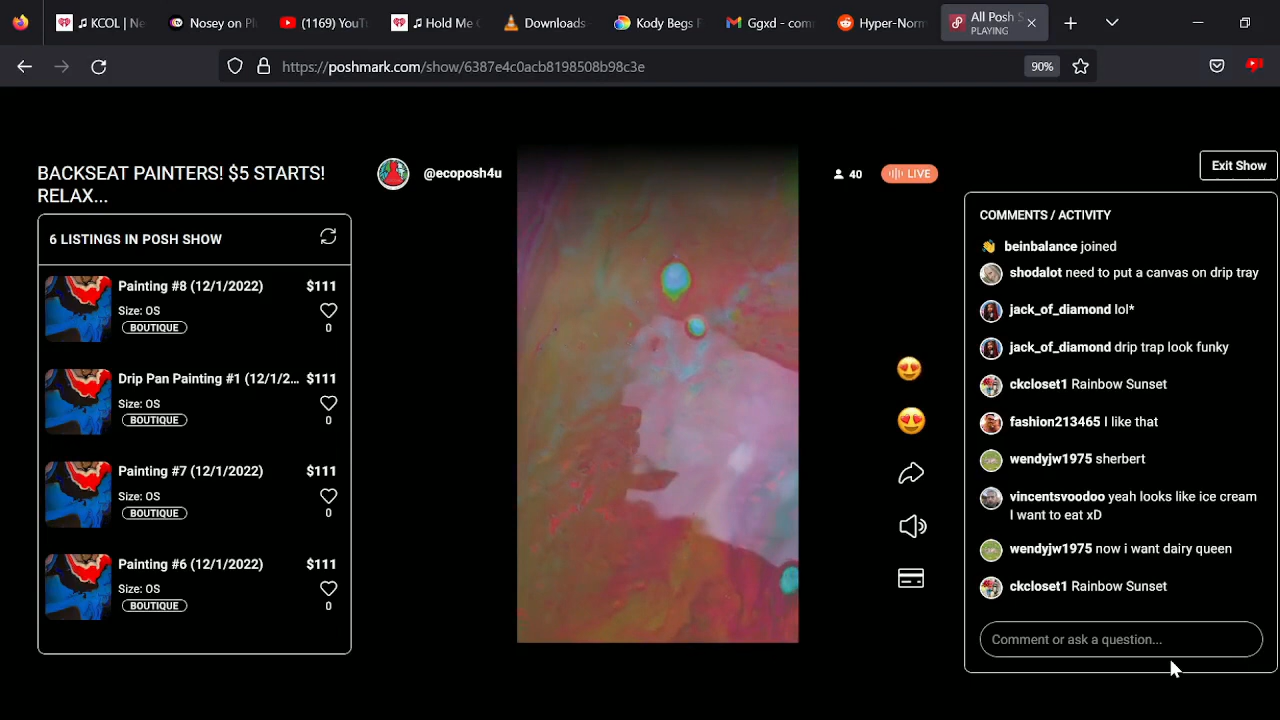 KCOL | N
Nosey on Pl
(1169) YouTu
Hold Me
Downloads
Kody Begs F
Ggxd - com
Hyper-Norm
All Posh S
PLAYING
https://poshmark.com/show/6387e4c0acb8198508b98c3e
90%
BACKSEAT PAINTERS! $5 STARTS!
RELAX...
@ecoposh4u
40
LIVE
Exit Show
6 LISTINGS IN POSH SHOW
Painting #8 (12/1/2022) $111
Size: OS
BOUTIQUE
0
Drip Pan Painting #1 (12/1/2... $111
Size: OS
BOUTIQUE
0
Painting #7 (12/1/2022) $111
Size: OS
BOUTIQUE
0
Painting #6 (12/1/2022) $111
Size: OS
BOUTIQUE
0
COMMENTS / ACTIVITY
beinbalance joined
shodalot need to put a canvas on drip tray
jack_of_diamond lol*
jack_of_diamond drip trap look funky
ckcloset1 Rainbow Sunset
fashion213465 I like that
wendyjw1975 sherbert
vincentsvoodoo yeah looks like ice cream
I want to eat xD
wendyjw1975 now i want dairy queen
ckcloset1 Rainbow Sunset
Comment or ask a question...